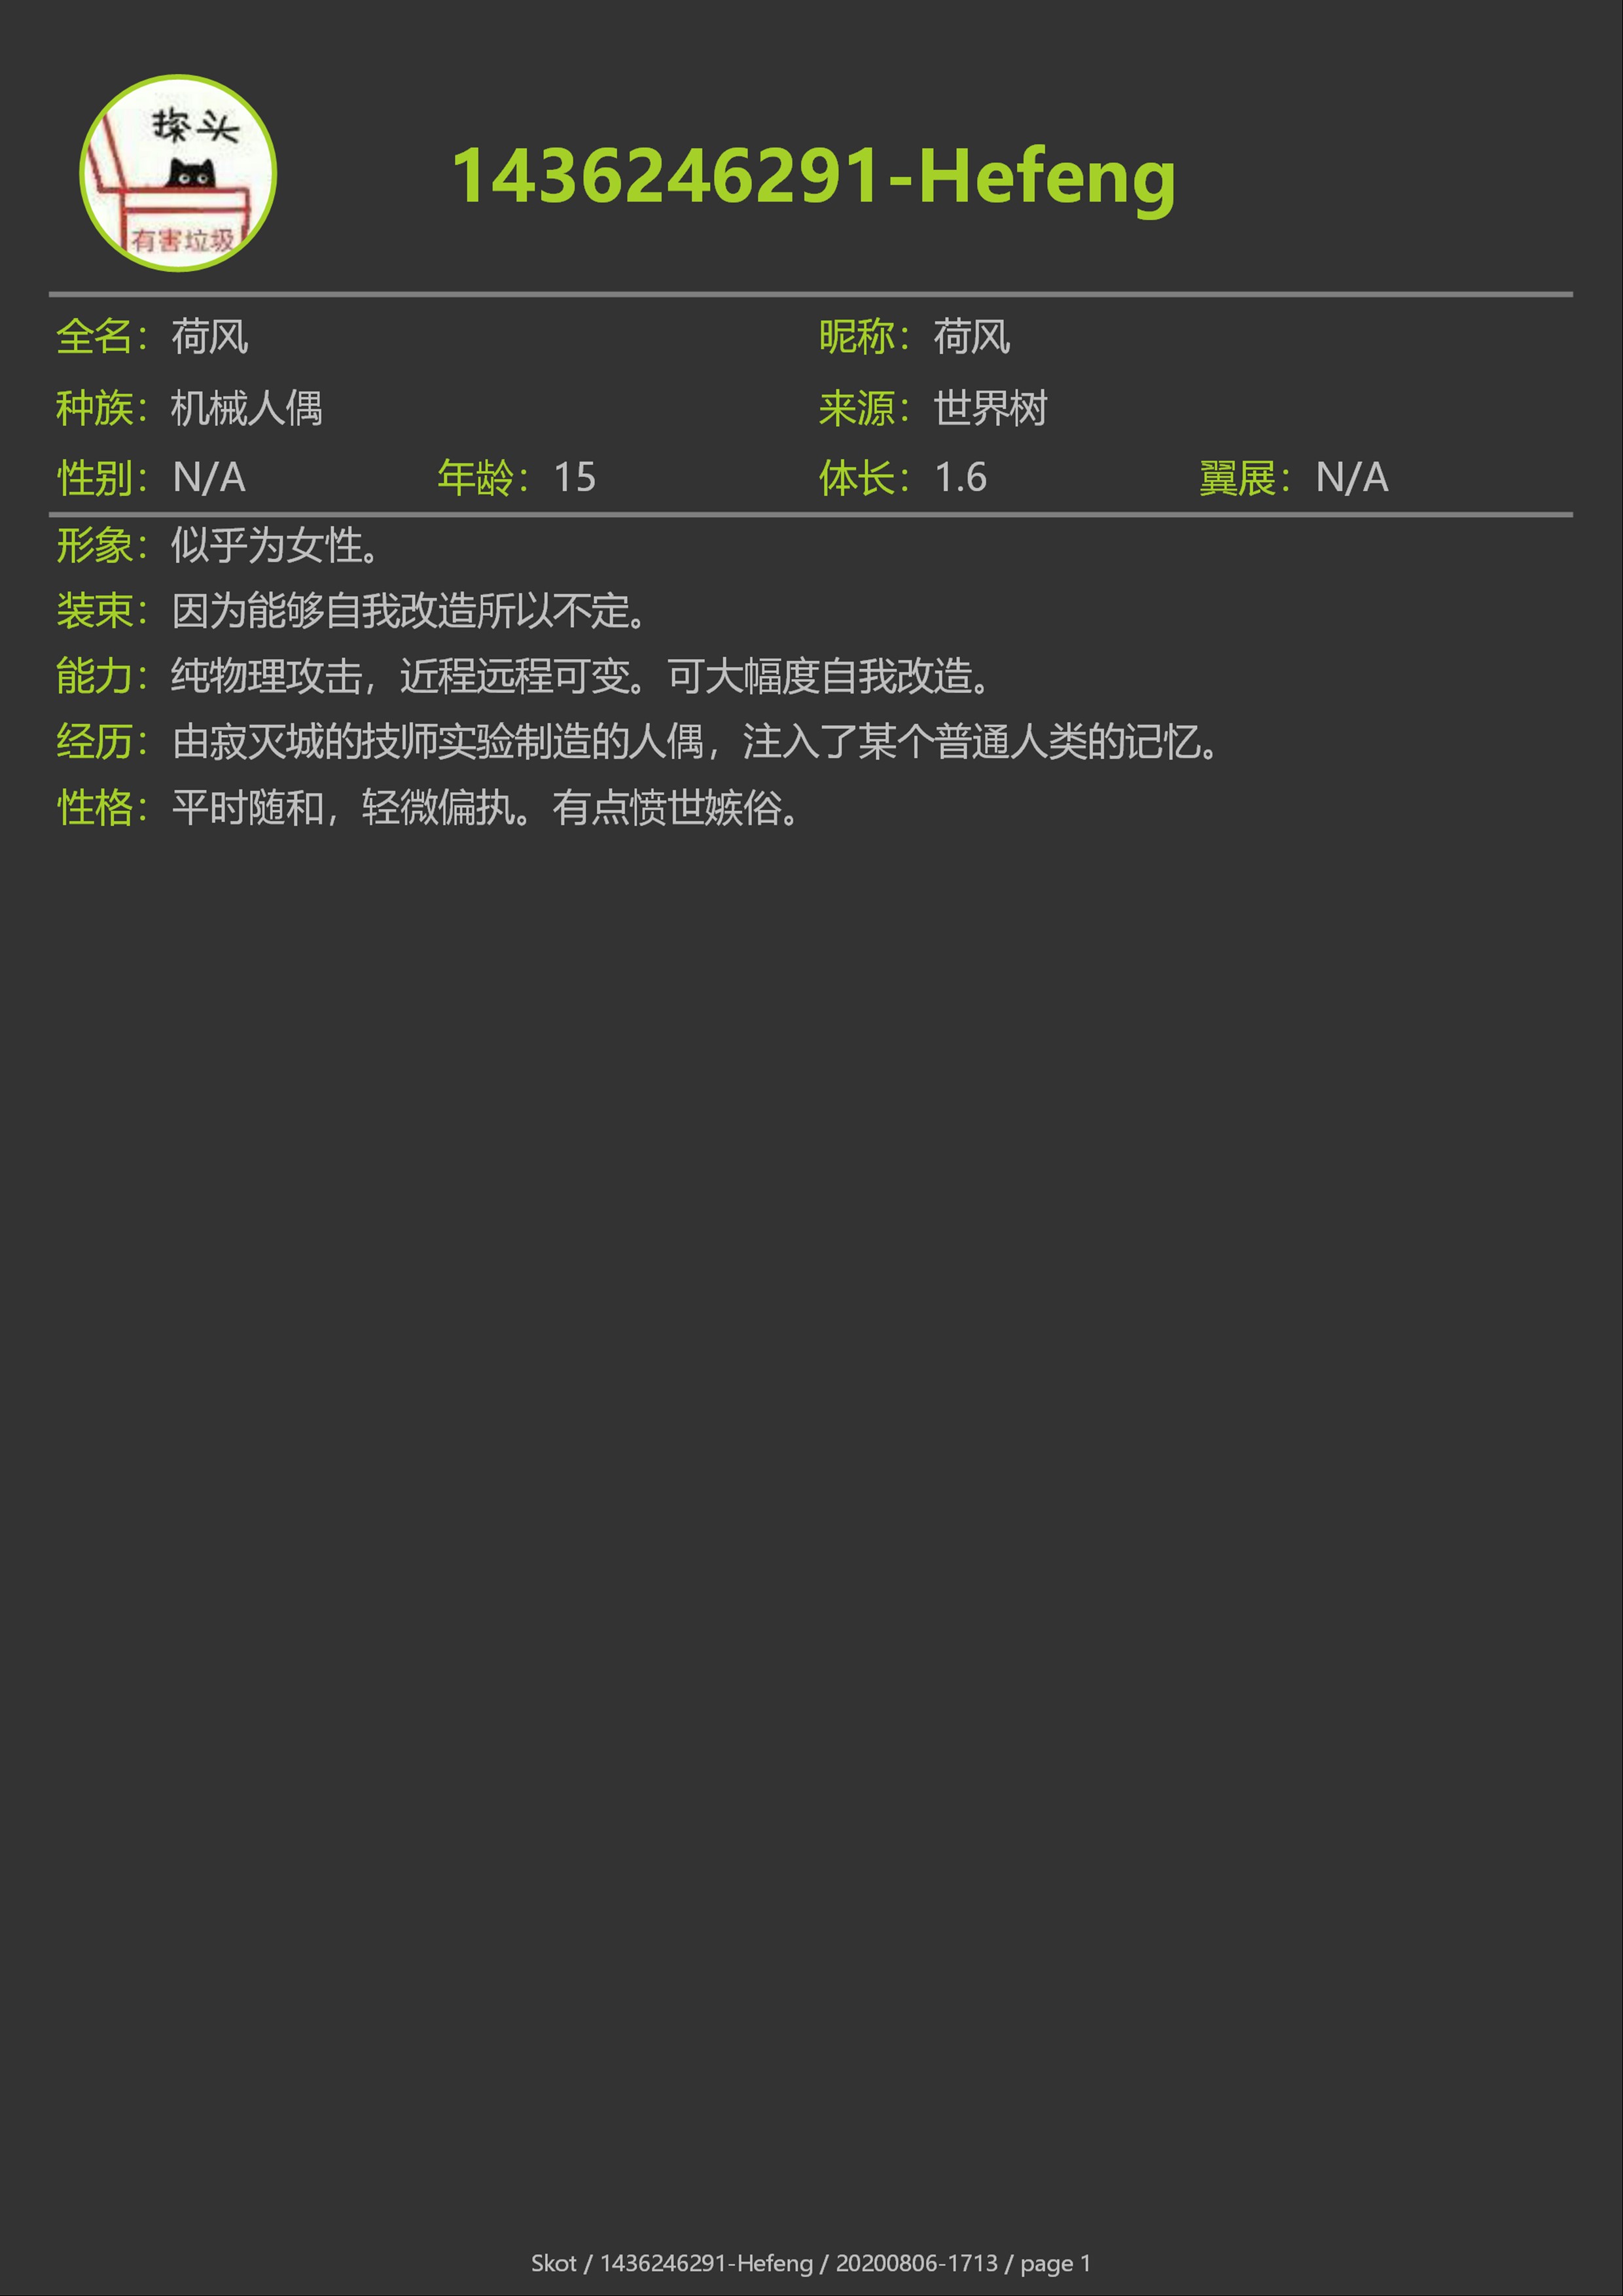 探头
有害垃圾
1436246291-Hefeng
全名：荷风 昵称：荷风
种族：机械人偶 来源：世界树
性别：N/A 年龄：15 体长：1.6 翼展：N/A
形象：似乎为女性。
装束：因为能够自我改造所以不定。
能力：纯物理攻击，近程远程可变。可大幅度自我改造。
经历：由寂灭城的技师实验制造的人偶，注入了某个普通人类的记忆。
性格：平时随和，轻微偏执。有点愤世嫉俗。
Skot / 1436246291-Hefeng / 20200806-1713 / page 1